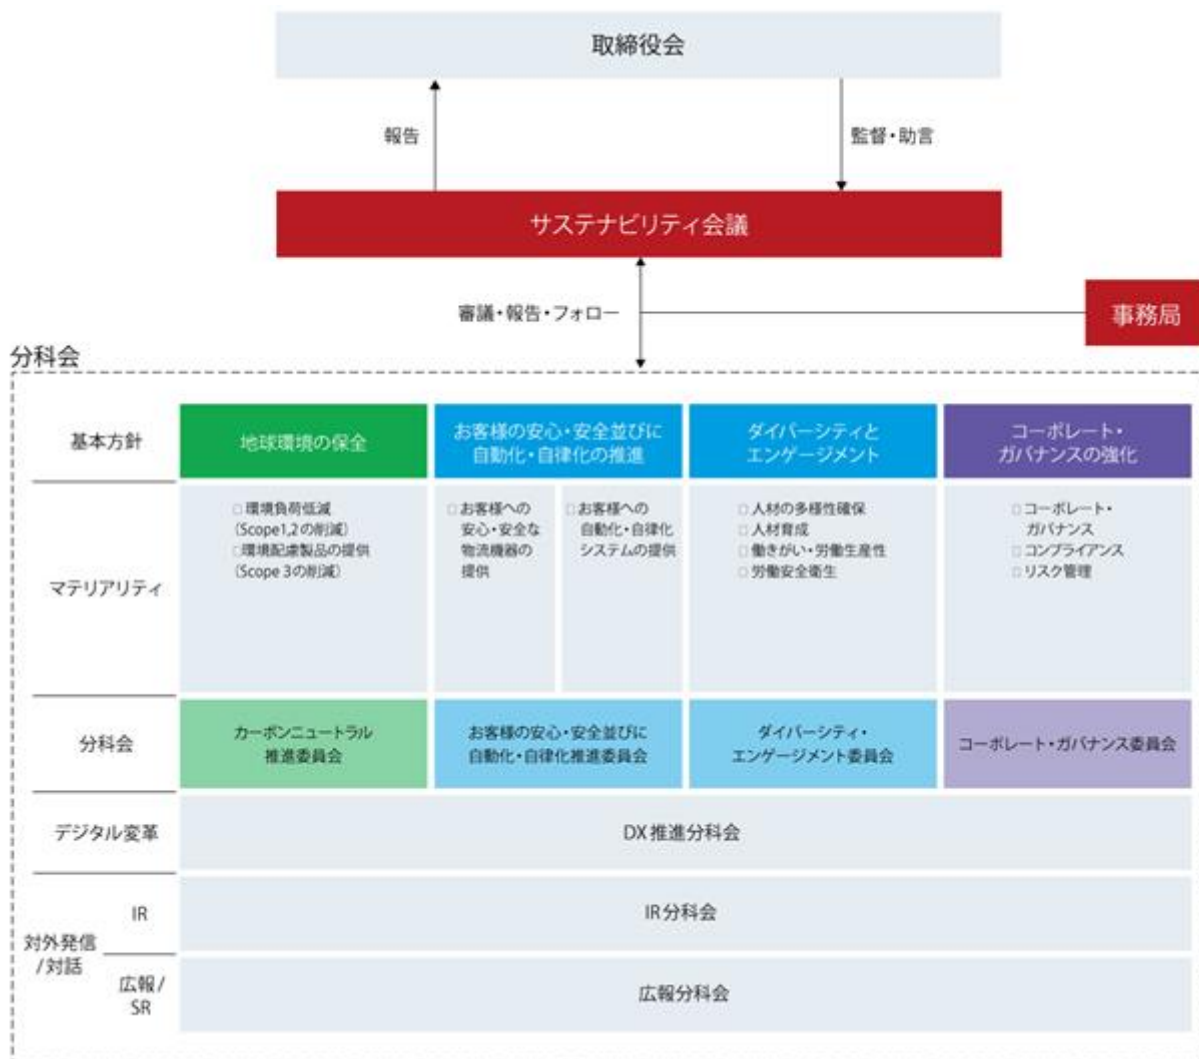 取締役会
報告
監督・助言
サステナビリティ会議
審議・報告・フォロー
事務局
分科会
基本方針
地球環境の保全
お客様の安心・安全並びに
自動化・自律化の推進
ダイバーシティと
エンゲージメント
コーポレート・
ガバナンスの強化
マテリアリティ
□環境負荷低減
(Scope1,2の削減)
□環境配慮製品の提供
(Scope 3の削減)
□お客様への
安心・安全な
物流機器の
提供
□お客様への
自動化・自律化
システムの提供
□人材の多様性確保
□人材育成
□働きがい・労働生産性
□労働安全衛生
□コーポレート・
ガバナンス
□コンプライアンス
□リスク管理
分科会
カーボンニュートラル
推進委員会
お客様の安心・安全並びに
自動化・自律化推進委員会
ダイバーシティ・
エンゲージメント委員会
コーポレート・ガバナンス委員会
デジタル変革
DX推進分科会
対外発信
/対話
IR
IR分科会
広報/
SR
広報分科会